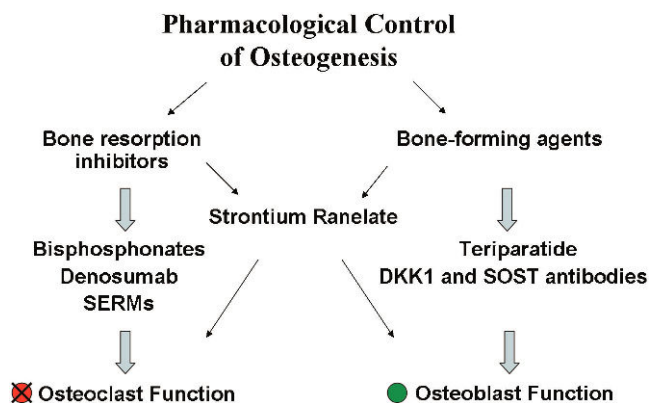 Pharmacological Control
of Osteogenesis
Bone resorption
inhibitors
Bone-forming agents
Strontium Ranelate
Bisphosphonates
Denosumab
SERMs
Teriparatide
DKK1 and SOST antibodies
Osteoclast Function
Osteoblast Function